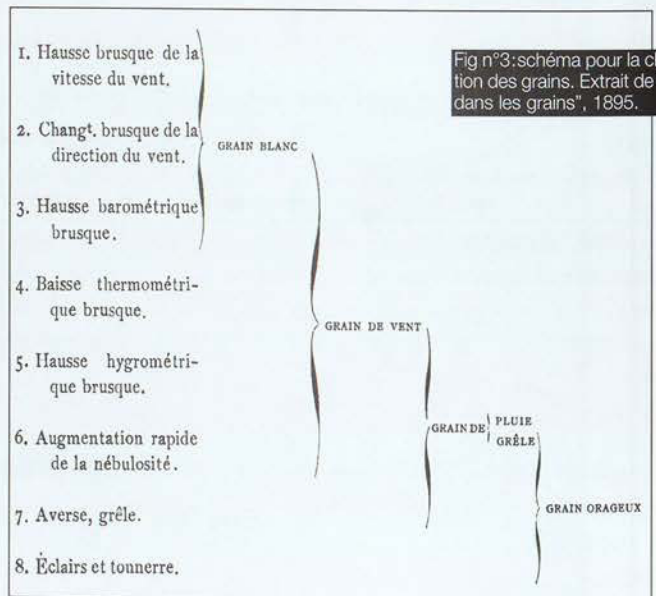 1. Hausse brusque de la
vitesse du vent.
2. Changt. brusque de la
direction du vent.
3. Hausse barométrique
brusque.
4. Baisse thermométri-
que brusque.
5. Hausse hygrométri-
que brusque.
6. Augmentation rapide
de la nébulosité.
7. Averse, grêle.
8. Éclairs et tonnerre.
GRAIN BLANC
GRAIN DE VENT
GRAIN DE
PLUIE
GRÊLE
GRAIN ORAGEUX
Fig n°3:schéma pour la
tion des grains. Extrait de
dans les grains", 1895.